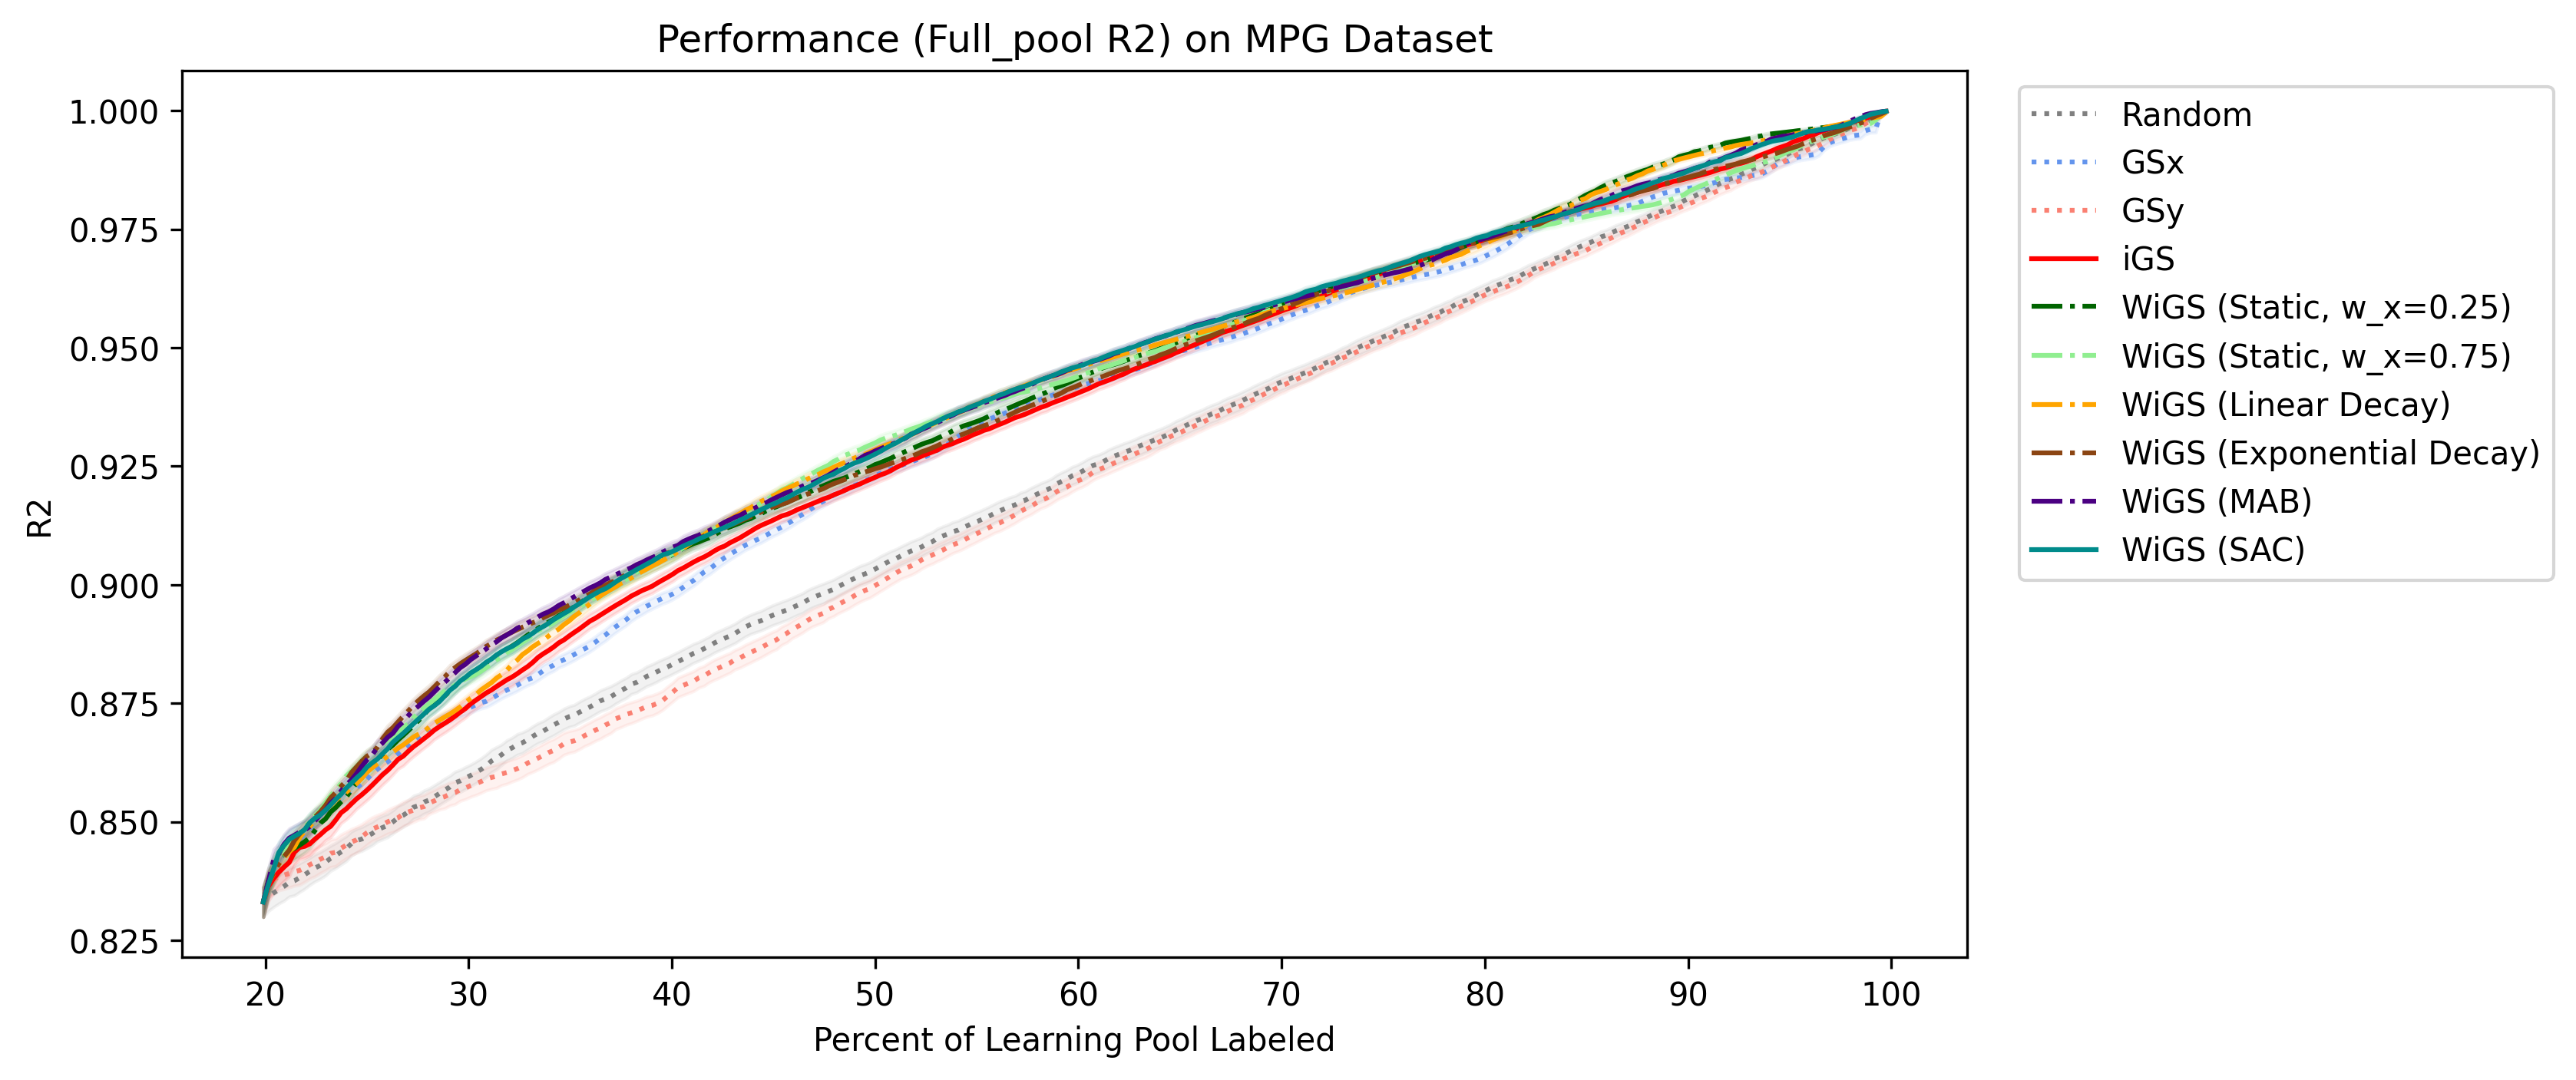 Performance (Full_pool R2) on MPG Dataset
1.000
0.975
0.950
0.925
0.900
0.875
0.850
0.825
R2
20 30 40 50 60 70 80 90 100
Percent of Learning Pool Labeled
Random
GSx
GSy
iGS
WiGS (Static, w_x=0.25)
WiGS (Static, w_x=0.75)
WiGS (Linear Decay)
WiGS (Exponential Decay)
WiGS (MAB)
WiGS (SAC)